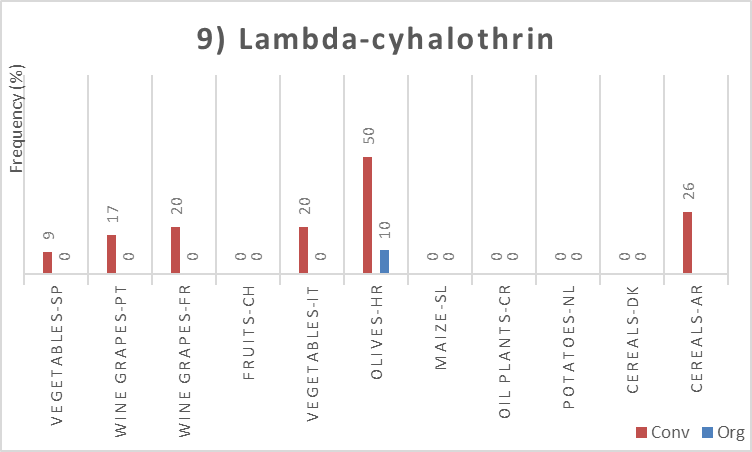 9) Lambda-cyhalothrin
Frequency (%)
9
0
17
0
20
0
0
0
20
0
50
10
0
0
0
0
0
0
0
0
26
VEGETABLES-SP
WINE GRAPES-PT
WINE GRAPES-FR
FRUITS-CH
VEGETABLES-IT
OLIVES-HR
MAIZE-SL
OIL PLANTS-CR
POTATOES-NL
CEREALS-DK
CEREALS-AR
Conv
Org